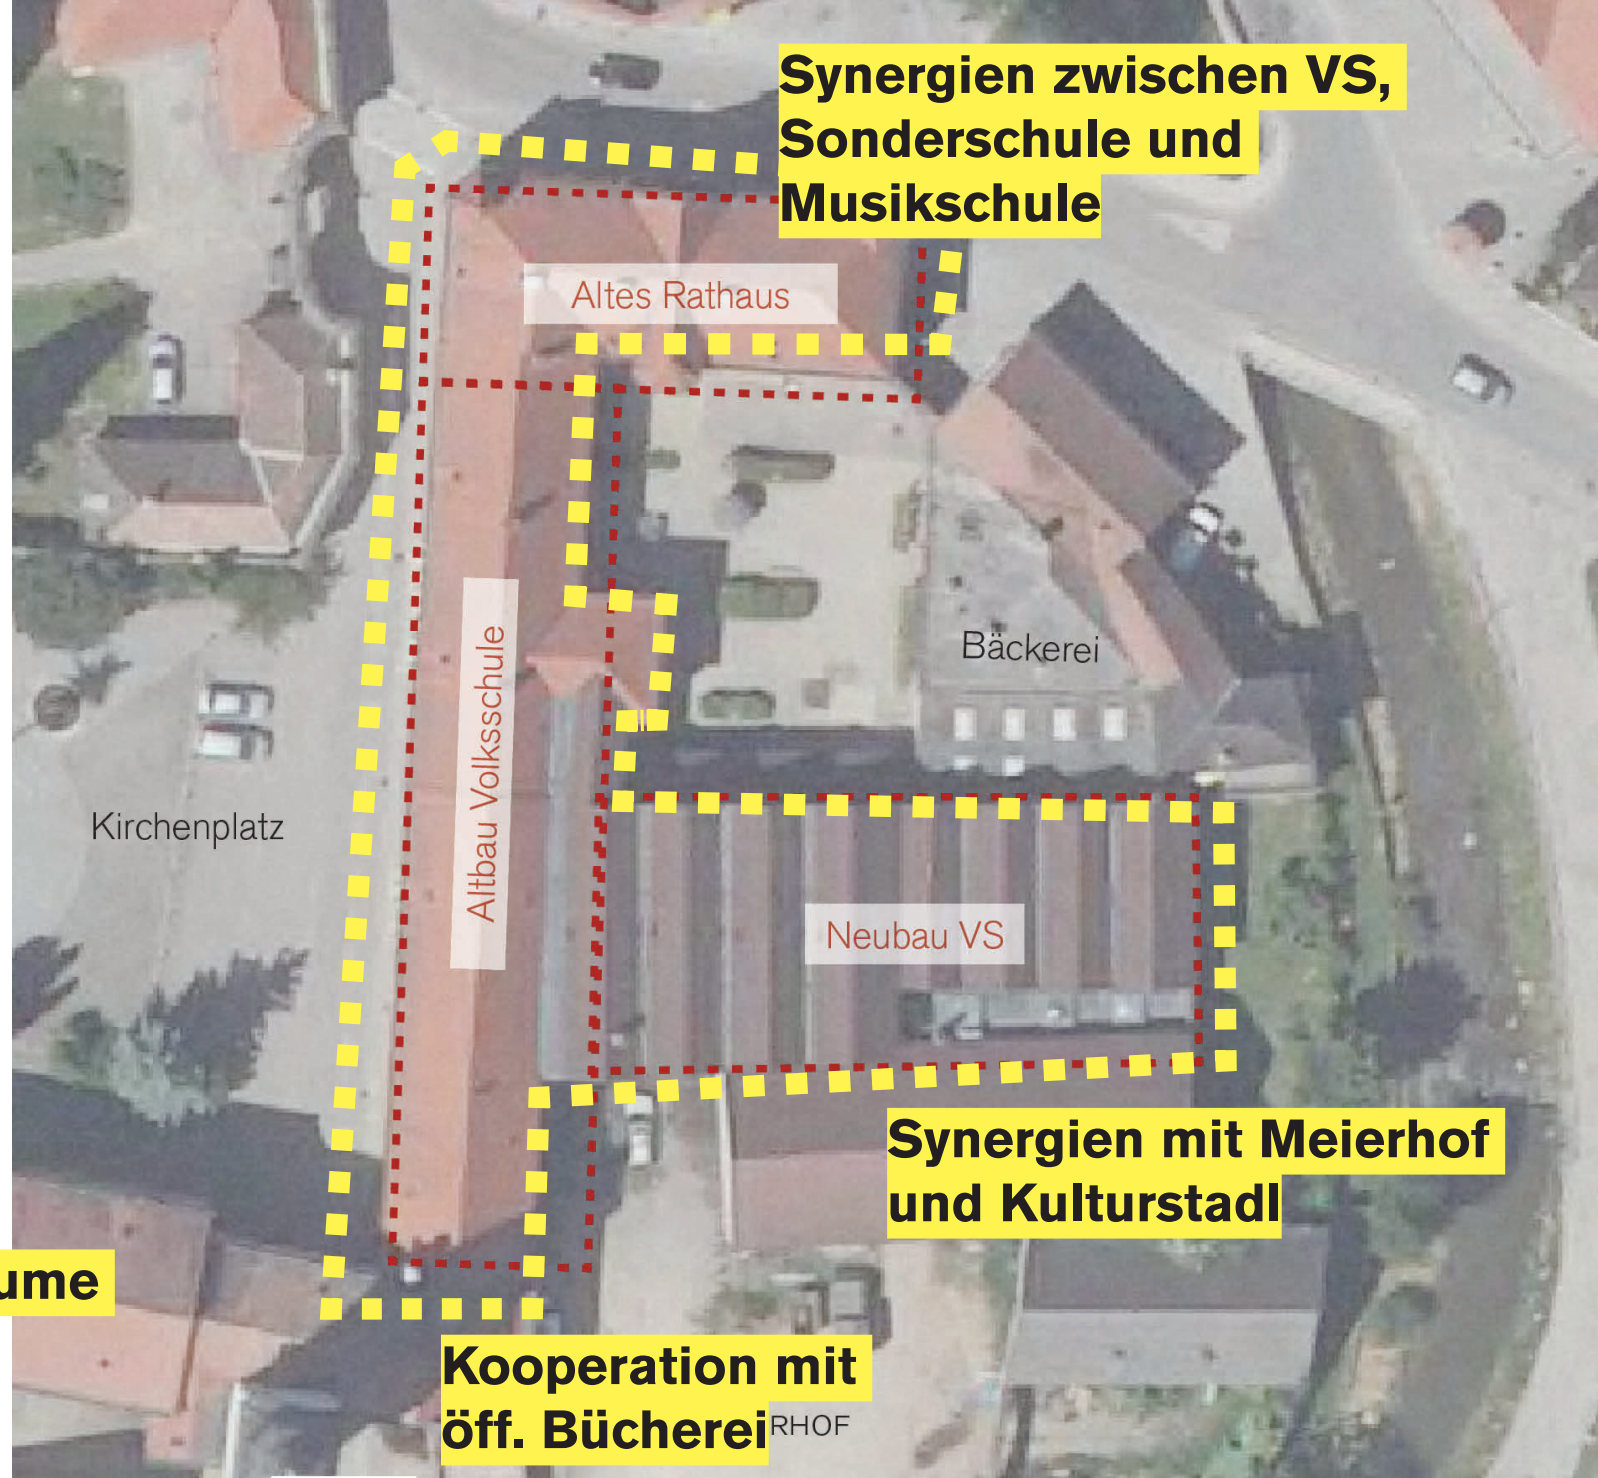 Synergien zwischen VS,
Sonderschule und
Musikschule
Altes Rathaus
Bäckerei
Altbau Volksschule
Kirchenplatz
Neubau VS
Synergien mit Meierhof
und Kulturstadl
ume
Kooperation mit
öff. Bücherei
RHOF